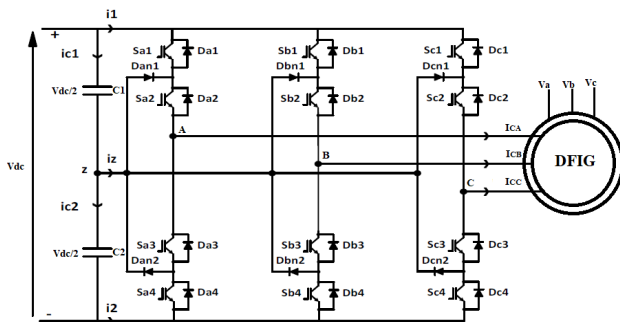 i1
+
Sa1 Da1 Sb1 Db1 Sc1 Dc1
ic1 Dan1 Dbn1 Dcn1
Vdc/2 C1 Sa2 Da2 Sb2 Db2 Sc2 Dc2
Va Vb Vc
A ICA
Vdc z iz B ICB DFIG
C ICC
ic2
Vdc/2 C2 Sa3 Da3 Sb3 Db3 Sc3 Dc3
Dan2 Dbn2 Dcn2
Sa4 Da4 Sb4 Db4 Sc4 Dc4
- i2